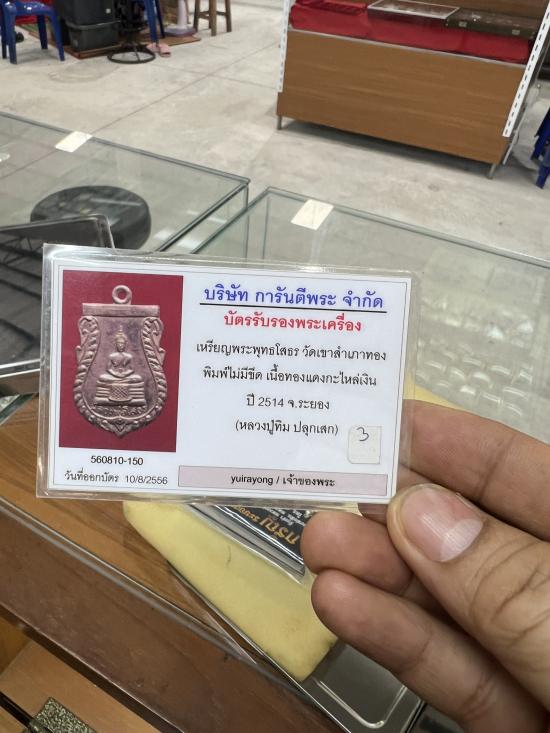 บริษัท การันตีพระ จำกัด
บัตรรับรองพระเครื่อง
เหรียญพระพุทธโสธร วัดเขาสำเภาทอง
พิมพ์ไม่มีขีด เนื้อทองแดงกะไหล่เงิน
ปี 2514 จ.ระยอง
(หลวงปู่ทิม ปลุกเสก)
3
560810-150
วันที่ออกบัตร 10/8/2556
yuirayong / เจ้าของพระ